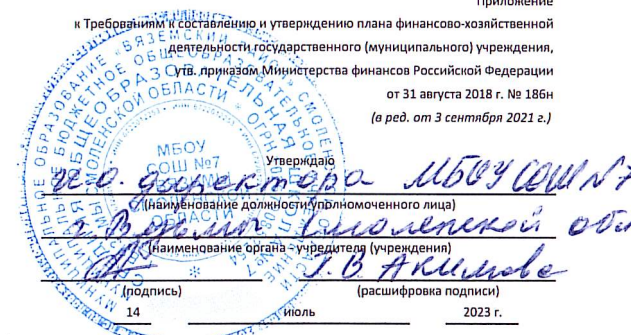 Приложение
к Требованиям к составлению и утверждению плана финансово-хозяйственной
деятельности государственного (муниципального) учреждения,
утв. приказом Министерства финансов Российской Федерации
от 31 августа 2018 г. № 186н
(в ред. от 3 сентября 2021 г.)
Утверждаю
и.о. директора МБОУ СОШ №7
(наименование должности уполномоченного лица)
г. Вязьмы Смоленской обл
(наименование органа - учредителя (учреждения)
Т.В Акимова
(подпись) (расшифровка подписи)
14 июль 2023 г.
МБОУ
СОШ №7